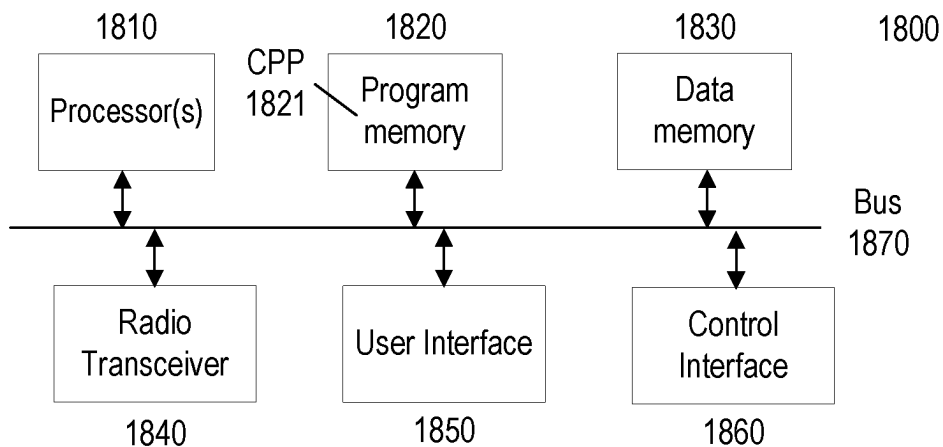 1810
1820
1830
1800
CPP
1821
Processor(s)
Program
memory
Data
memory
Bus
1870
Radio
Transceiver
User Interface
Control
Interface
1840
1850
1860